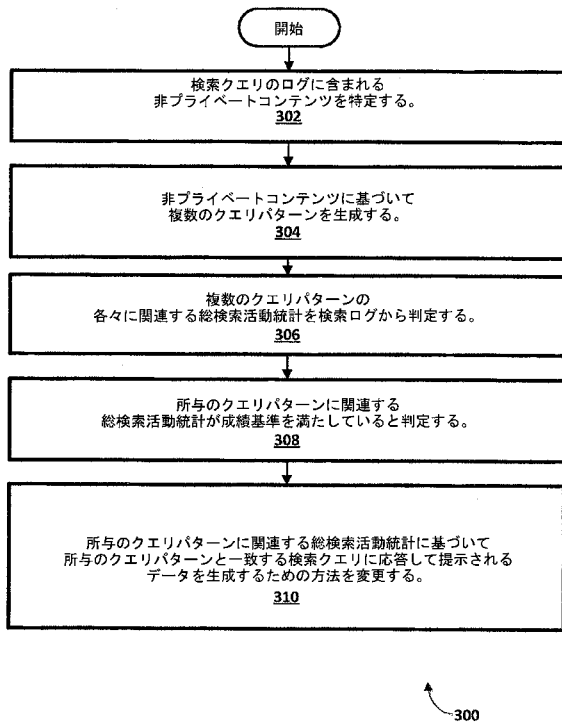 開始
検索クエリのログに含まれる
非プライベートコンテンツを特定する。
302
非プライベートコンテンツに基づいて
複数のクエリパターンを生成する。
304
複数のクエリパターンの
各々に関連する総検索活動統計を検索ログから判定する。
306
所与のクエリパターンに関連する
総検索活動統計が成績基準を満たしていると判定する。
308
所与のクエリパターンに関連する総検索活動統計に基づいて
所与のクエリパターンと一致する検索クエリに応答して提示される
データを生成するための方法を変更する。
310
300